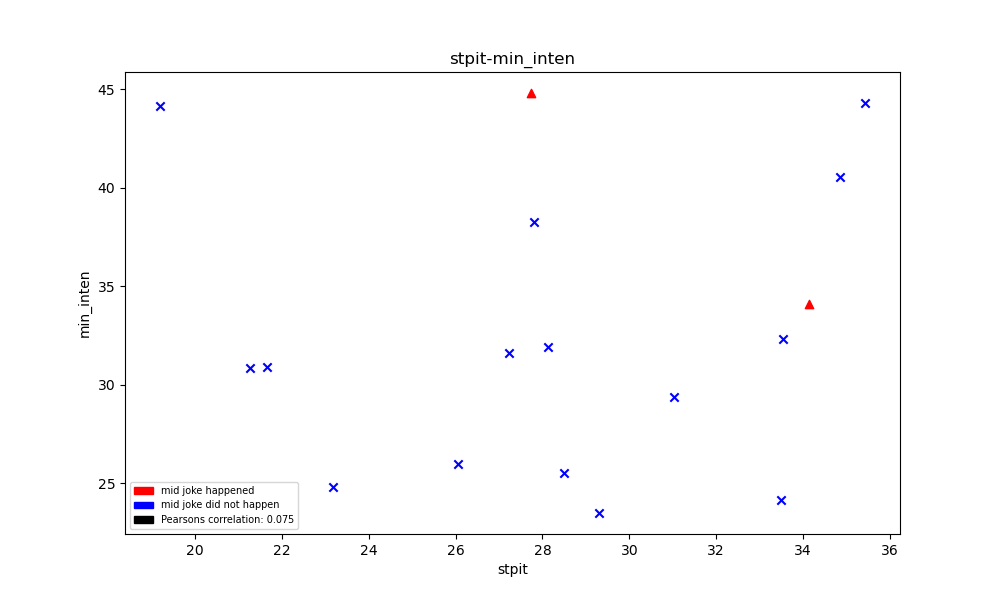 stpit-min_inten
45
40
35
30
25
min_inten
mid joke happened
mid joke did not happen
Pearsons correlation: 0.075
20 22 24 26 28 30 32 34 36
stpit